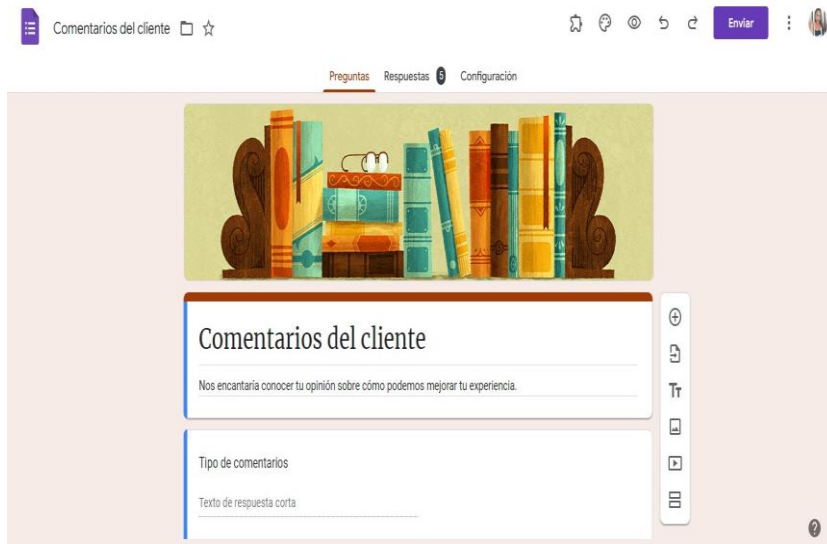 Comentarios del cliente
Enviar
Preguntas Respuestas 5 Configuración
Comentarios del cliente
Nos encantaría conocer tu opinión sobre cómo podemos mejorar tu experiencia.
Tipo de comentarios
Texto de respuesta corta